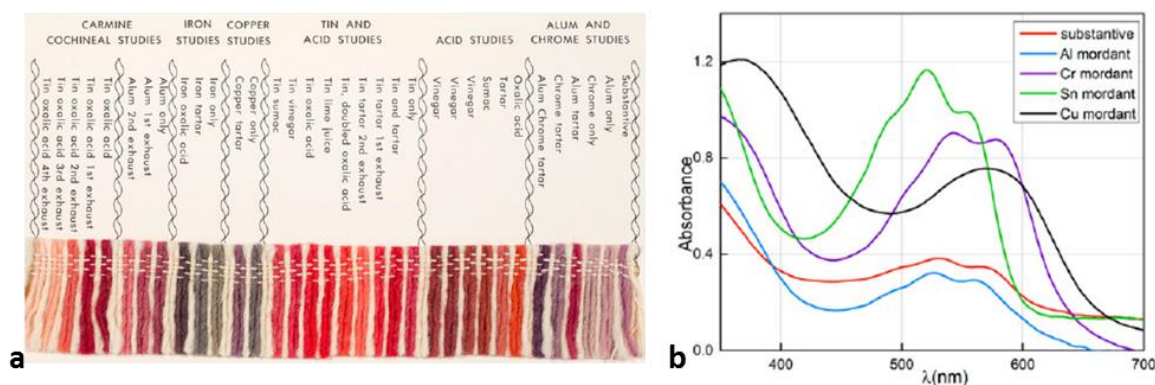 CARMINE
COCHINEAL STUDIES
IRON
STUDIES
COPPER
STUDIES
TIN AND
ACID STUDIES
ACID STUDIES
ALUM AND
CHROME STUDIES
Tin oxalic acid 4th exhaust
Tin oxalic acid 3rd exhaust
Tin oxalic acid 2nd exhaust
Tin oxalic acid 1st exhaust
Tin oxalic acid
Alum 2nd exhaust
Alum 1st exhaust
Alum only
Iron oxalic acid
Iron tartar
Iron only
Copper tartar
Copper only
Tin sumac
Tin vinegar
Tin oxalic acid
Tin lime juice
Tin, doubled oxalic acid
Tin tartar 2nd exhaust
Tin tartar 1st exhaust
Tin and tartar
Tin only
Vinegar
Vinegar
Vinegar
Sumac
Tartar
Oxalic acid
Alum Chrome tartar
Chrome tartar
Alum tartar
Chrome only
Alum only
Substantive
a
substantive
Al mordant
Cr mordant
Sn mordant
Cu mordant
Absorbance
1.2
0.8
0.4
0.0
400
500
600
700
λ(nm)
b